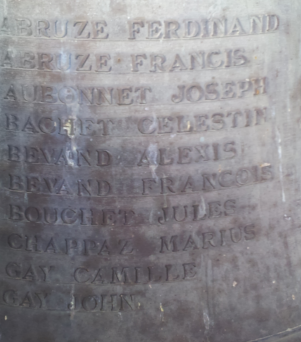 ABRUZE FERDINAND
ABRUZE FRANCIS
AUBONNET JOSEPH
BACHET CELESTIN
BEVAND ALEXIS
BEVAND FRANCOIS
BOUCHET JULES
CHAPPAZ MARIUS
GAY CAMILLE
GAY JOHN